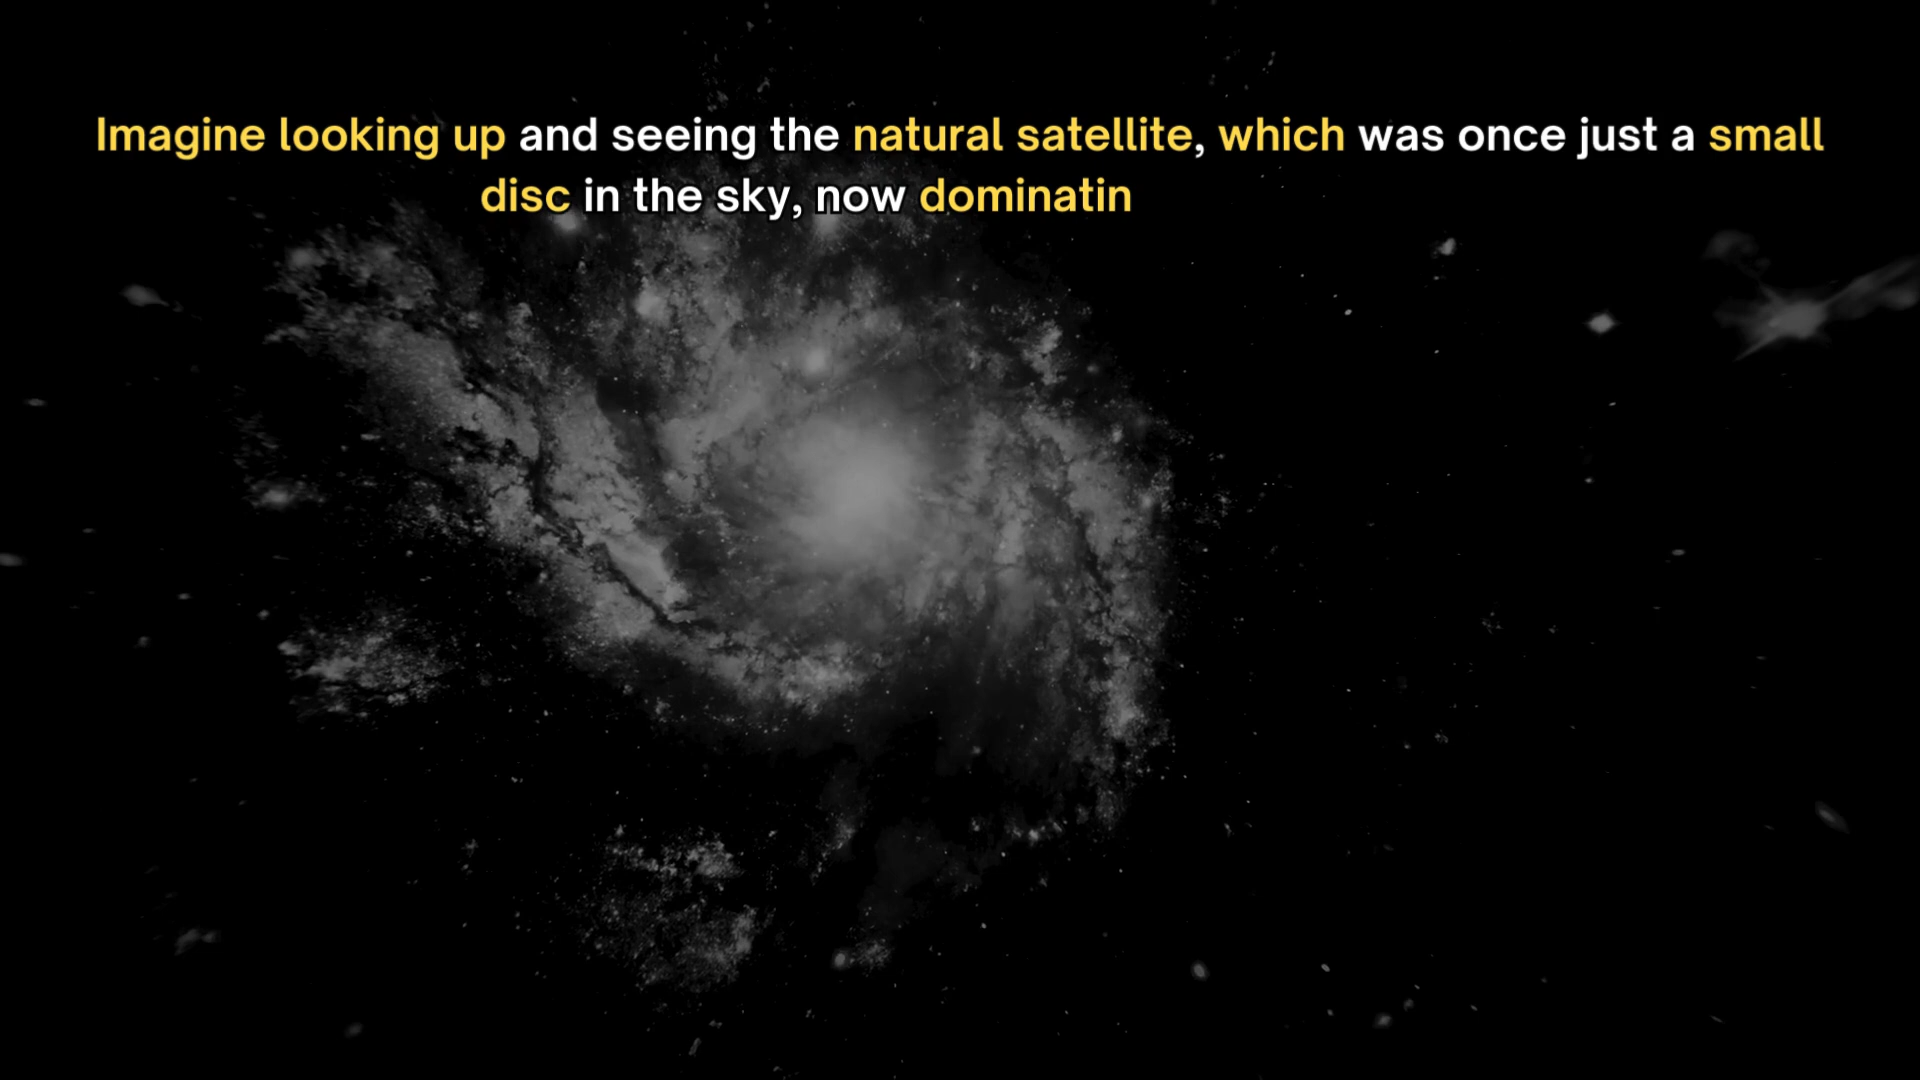 Imagine looking up and seeing the natural satellite, which was once just a small
disc in the sky, now dominatin